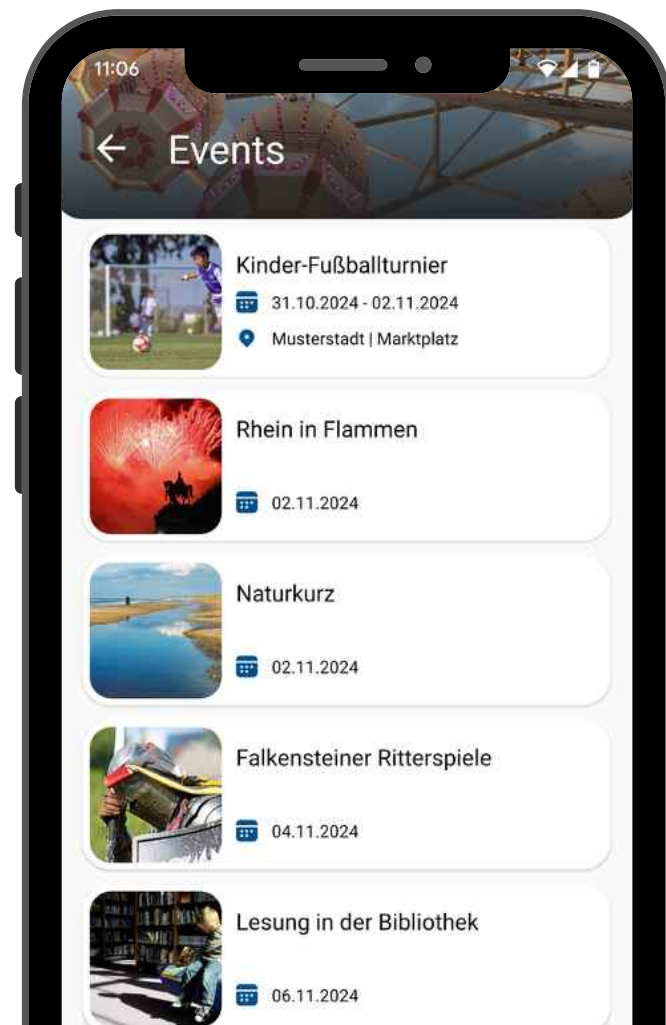 11:06
Events
Kinder-Fußballturnier
31.10.2024 - 02.11.2024
Musterstadt | Marktplatz
Rhein in Flammen
02.11.2024
Naturkurz
02.11.2024
Falkensteiner Ritterspiele
04.11.2024
Lesung in der Bibliothek
06.11.2024